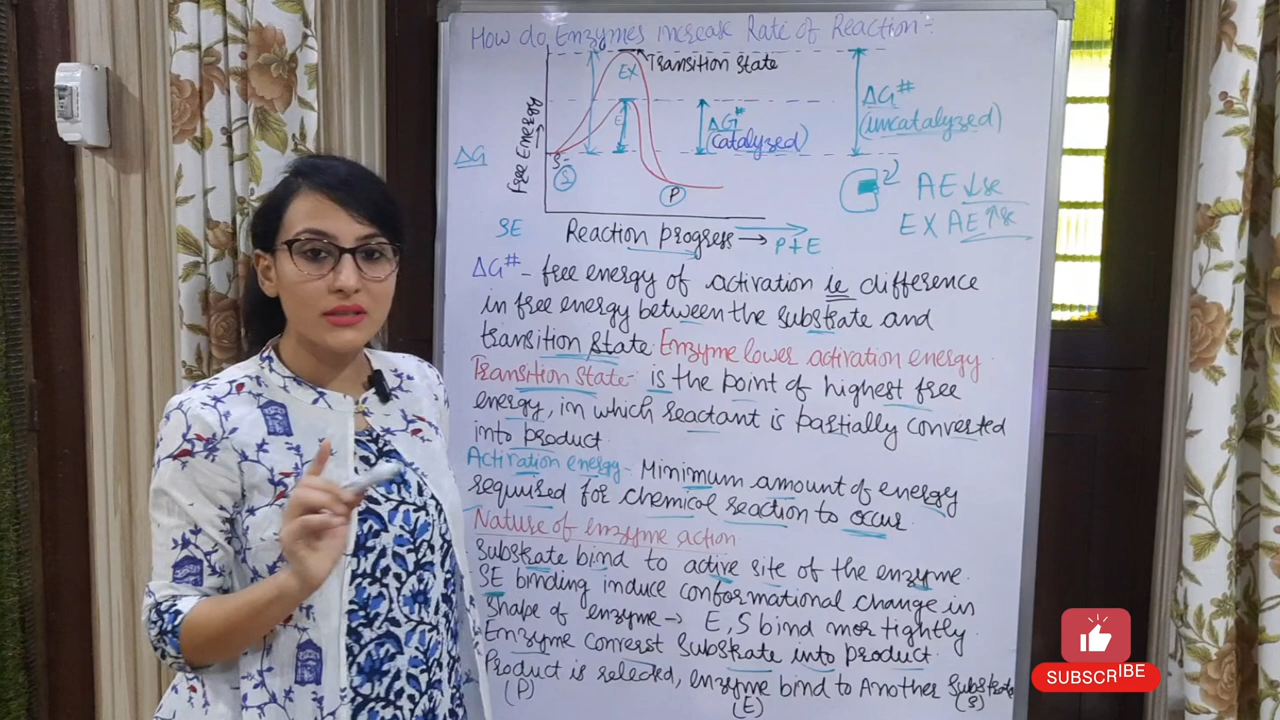 How do Enzymes increase Rate of Reaction:-
EX
Transition state
ΔG#
(uncatalyzed)
E
ΔG#
(catalyzed)
Free Energy →
ΔG
S
S
P
AE ↓se
EX AE ↑se
SE
Reaction progress →
P+E
ΔG# - free energy of activation ie difference
in free energy between the substrate and
transition state. Enzyme lower activation energy
Transition state- is the point of highest free
energy, in which reactant is partially converted
into product.
Activation energy- Minimum amount of energy
required for chemical reaction to occur.
Nature of enzyme action
Substrate bind to active site of the enzyme.
SE binding induce conformational change in
shape of enzyme → E, S bind mor tightly.
Enzyme converst substrate into product.
Product is relecked, enzyme bind to Another Substrate
(P) (E) (S)
SUBSCRIBE